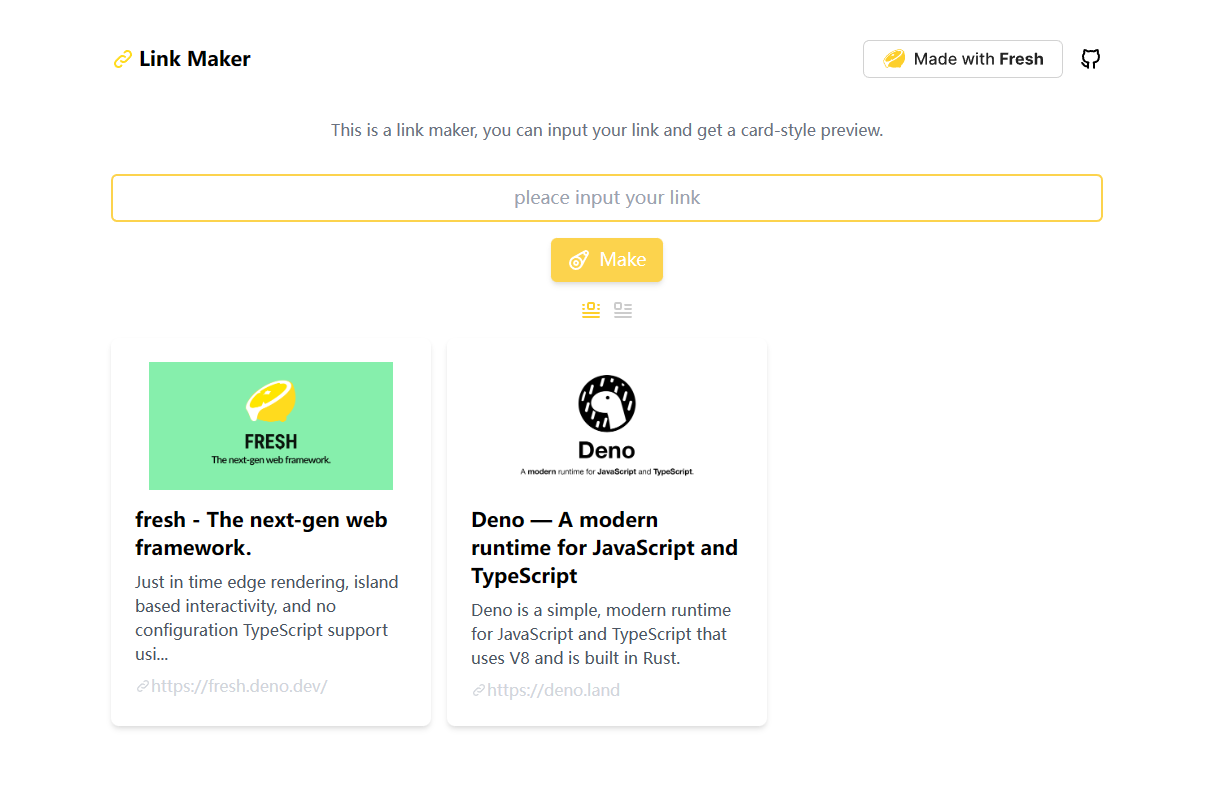 Link Maker
Made with Fresh
This is a link maker, you can input your link and get a card-style preview.
pleace input your link
Make
FRESH
The next-gen web framework.
fresh - The next-gen web
framework.
Just in time edge rendering, island
based interactivity, and no
configuration TypeScript support
usi...
https://fresh.deno.dev/
Deno
A modern runtime for JavaScript and TypeScript.
Deno — A modern
runtime for JavaScript and
TypeScript
Deno is a simple, modern runtime
for JavaScript and TypeScript that
uses V8 and is built in Rust.
https://deno.land